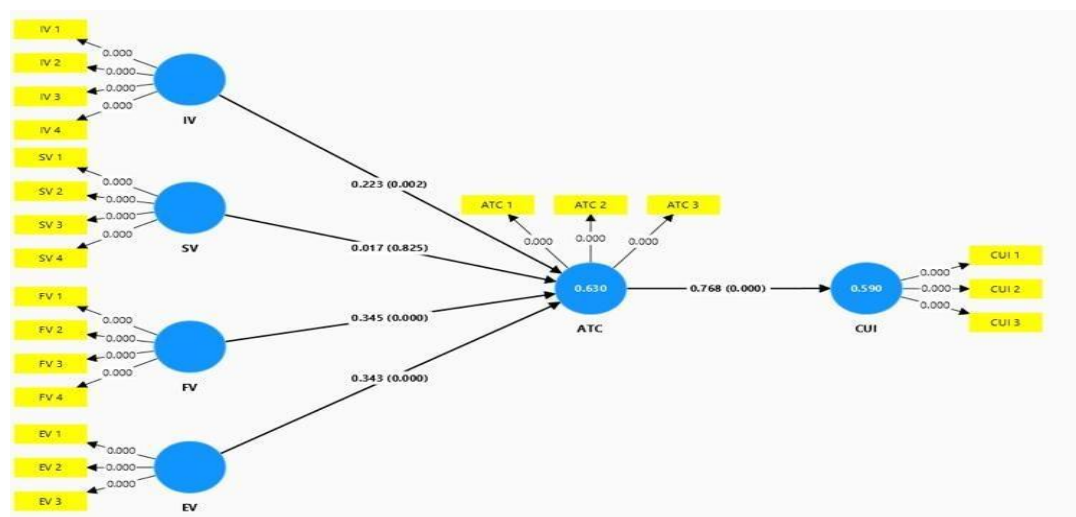 IV 1
0.000
IV 2
0.000
IV 3
0.000
0.000
IV 4
IV
SV 1
0.000
SV 2
0.000
SV 3
0.000
0.000
SV 4
SV
FV 1
0.000
FV 2
0.000
FV 3
0.000
0.000
FV 4
FV
EV 1
0.000
EV 2
0.000
EV 3
0.000
EV
0.223 (0.002)
0.017 (0.825)
0.345 (0.000)
0.343 (0.000)
ATC 1
ATC 2
ATC 3
0.000
0.000
0.000
0.630
ATC
0.768 (0.000)
0.590
CUI
0.000
CUI 1
0.000
CUI 2
0.000
CUI 3